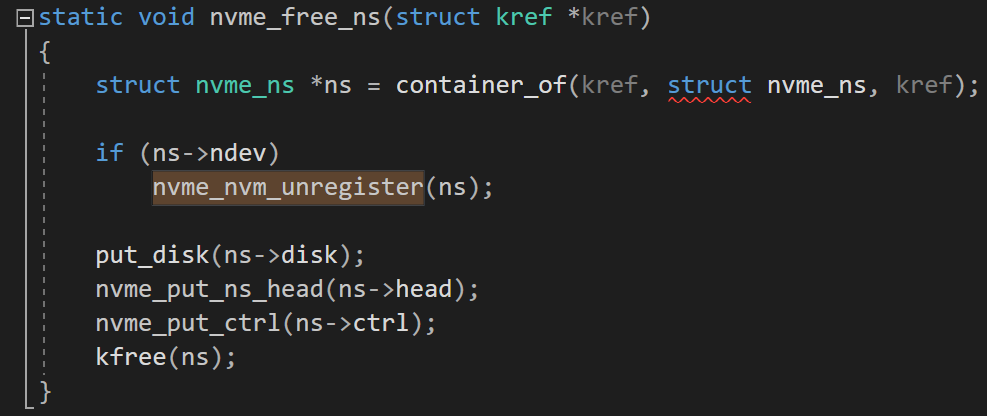 static void nvme_free_ns(struct kref *kref)
{
    struct nvme_ns *ns = container_of(kref, struct nvme_ns, kref);

    if (ns->ndev)
        nvme_nvm_unregister(ns);

    put_disk(ns->disk);
    nvme_put_ns_head(ns->head);
    nvme_put_ctrl(ns->ctrl);
    kfree(ns);
}